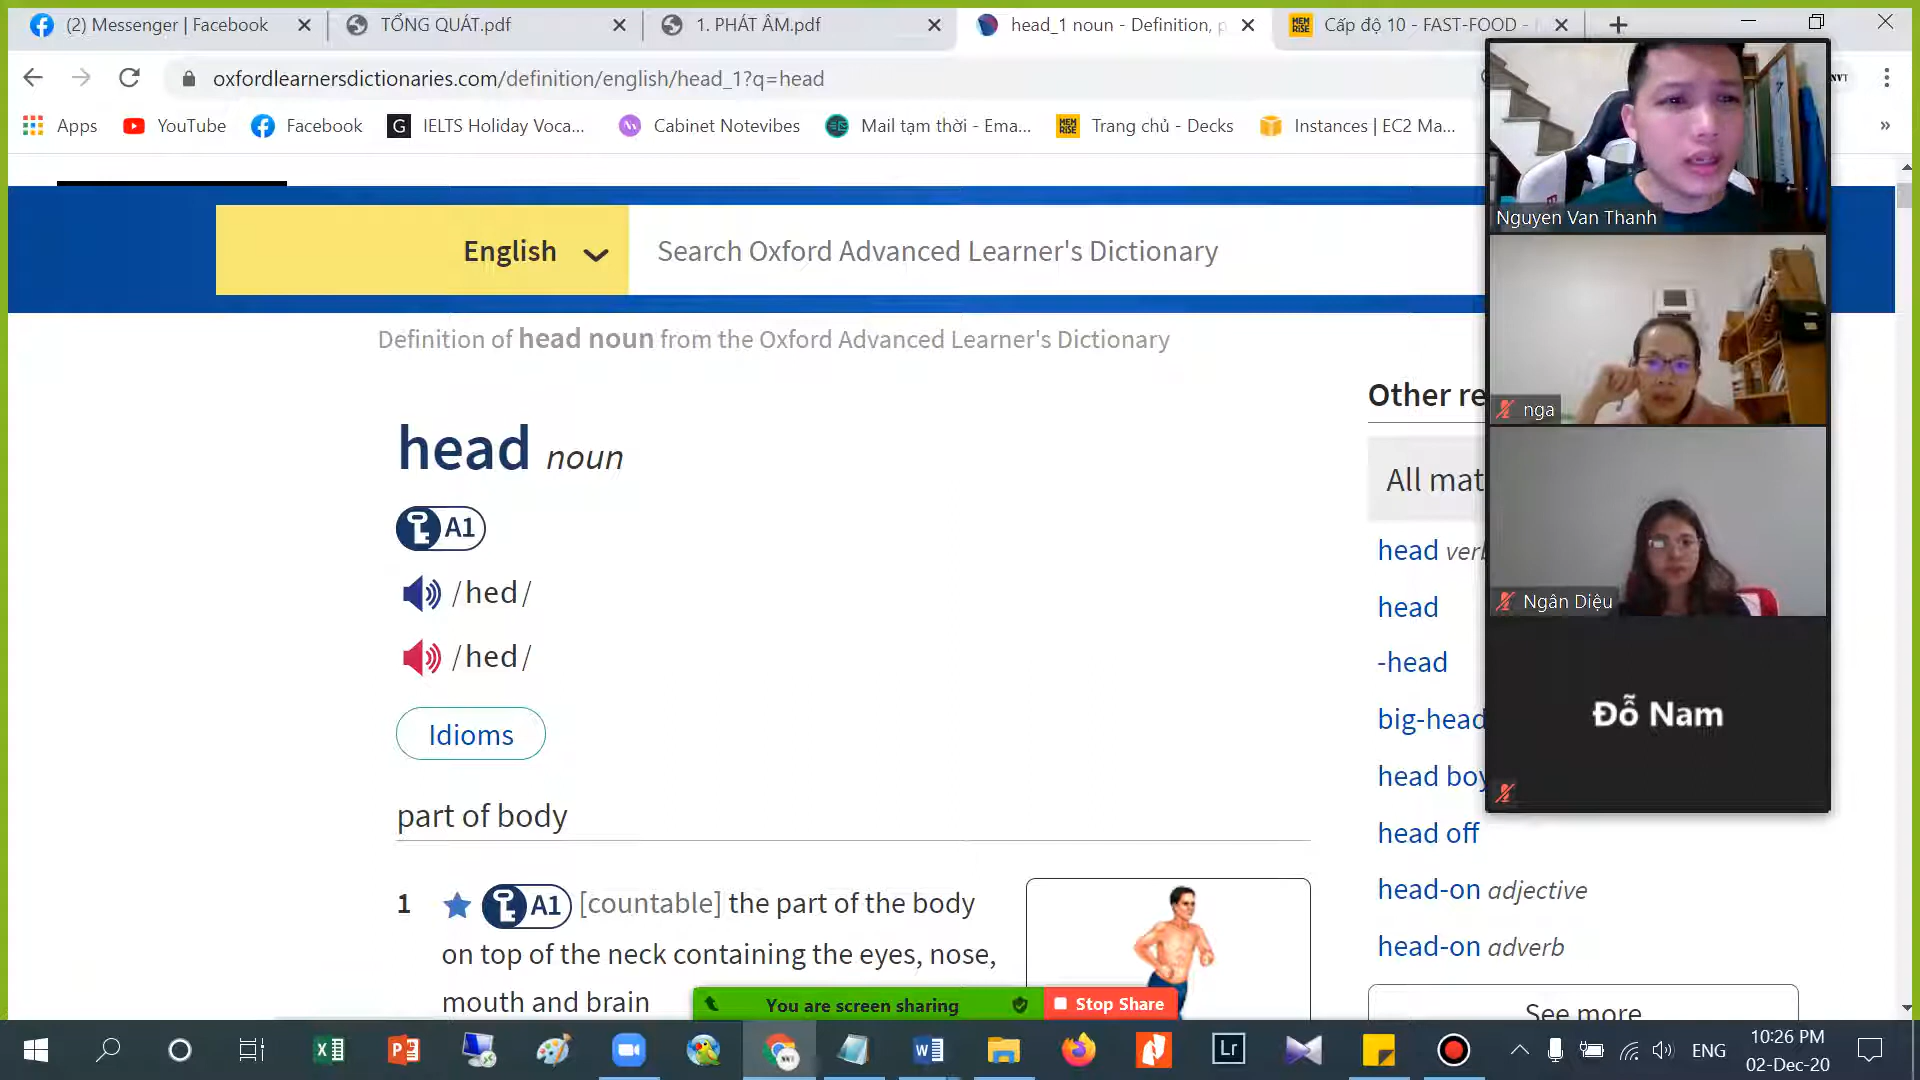 (2) Messenger | Facebook
TỔNG QUÁT.pdf
1. PHÁT ÂM.pdf
head_1 noun - Definition, p
Cấp độ 10 - FAST-FOOD -
oxfordlearnersdictionaries.com/definition/english/head_1?q=head
NVT
Apps
YouTube
Facebook
G
IELTS Holiday Voca...
Cabinet Notevibes
Mail tạm thời - Ema...
MEM RISE
Trang chủ - Decks
Instances | EC2 Ma...
»
English
Search Oxford Advanced Learner's Dictionary
Definition of head noun from the Oxford Advanced Learner's Dictionary
head noun
A1
/hed/
/hed/
Idioms
part of body
1 A1 [countable] the part of the body
on top of the neck containing the eyes, nose,
mouth and brain
Other re
All mat
head verb
head
-head
big-head
head boy
head off
head-on adjective
head-on adverb
See more
Nguyen Van Thanh
nga
Ngân Diệu
Đỗ Nam
You are screen sharing
Stop Share
Lr
ENG
10:26 PM
02-Dec-20